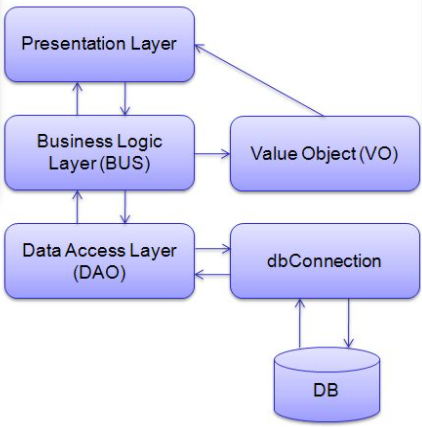 Presentation Layer
Business Logic
Layer (BUS)
Value Object (VO)
Data Access Layer
(DAO)
dbConnection
DB